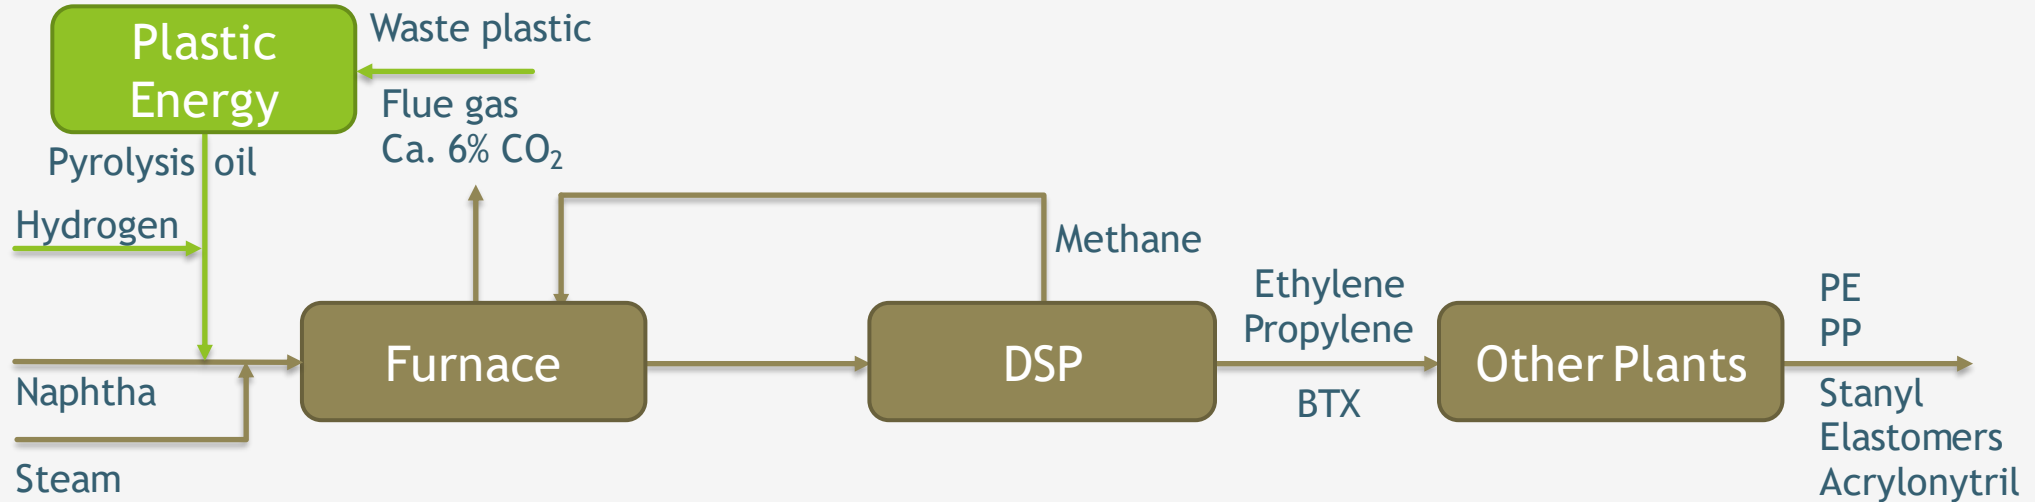 Plastic
Energy
Waste plastic
Flue gas
Ca. 6% CO₂
Pyrolysis oil
Hydrogen
Methane
Naphtha
Steam
Furnace
DSP
Ethylene
Propylene
BTX
Other Plants
PE
PP
Stanyl
Elastomers
Acrylonytril